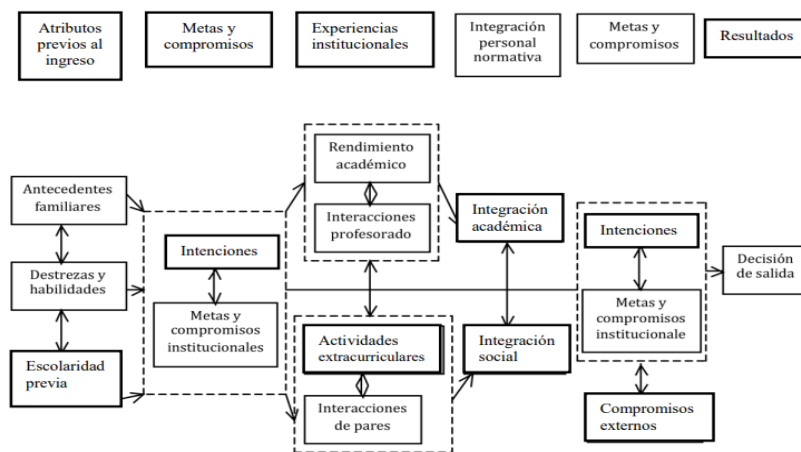 Atributos
previos al
ingreso
Metas y
compromisos
Experiencias
institucionales
Integración
personal
normativa
Metas y
compromisos
Resultados
Antecedentes
familiares
Destrezas y
habilidades
Escolaridad
previa
Intenciones
Metas y
compromisos
institucionales
Rendimiento
académico
Interacciones
profesorado
Actividades
extracurriculares
Interacciones
de pares
Integración
académica
Integración
social
Intenciones
Metas y
compromisos
institucionale
Compromisos
externos
Decisión
de salida